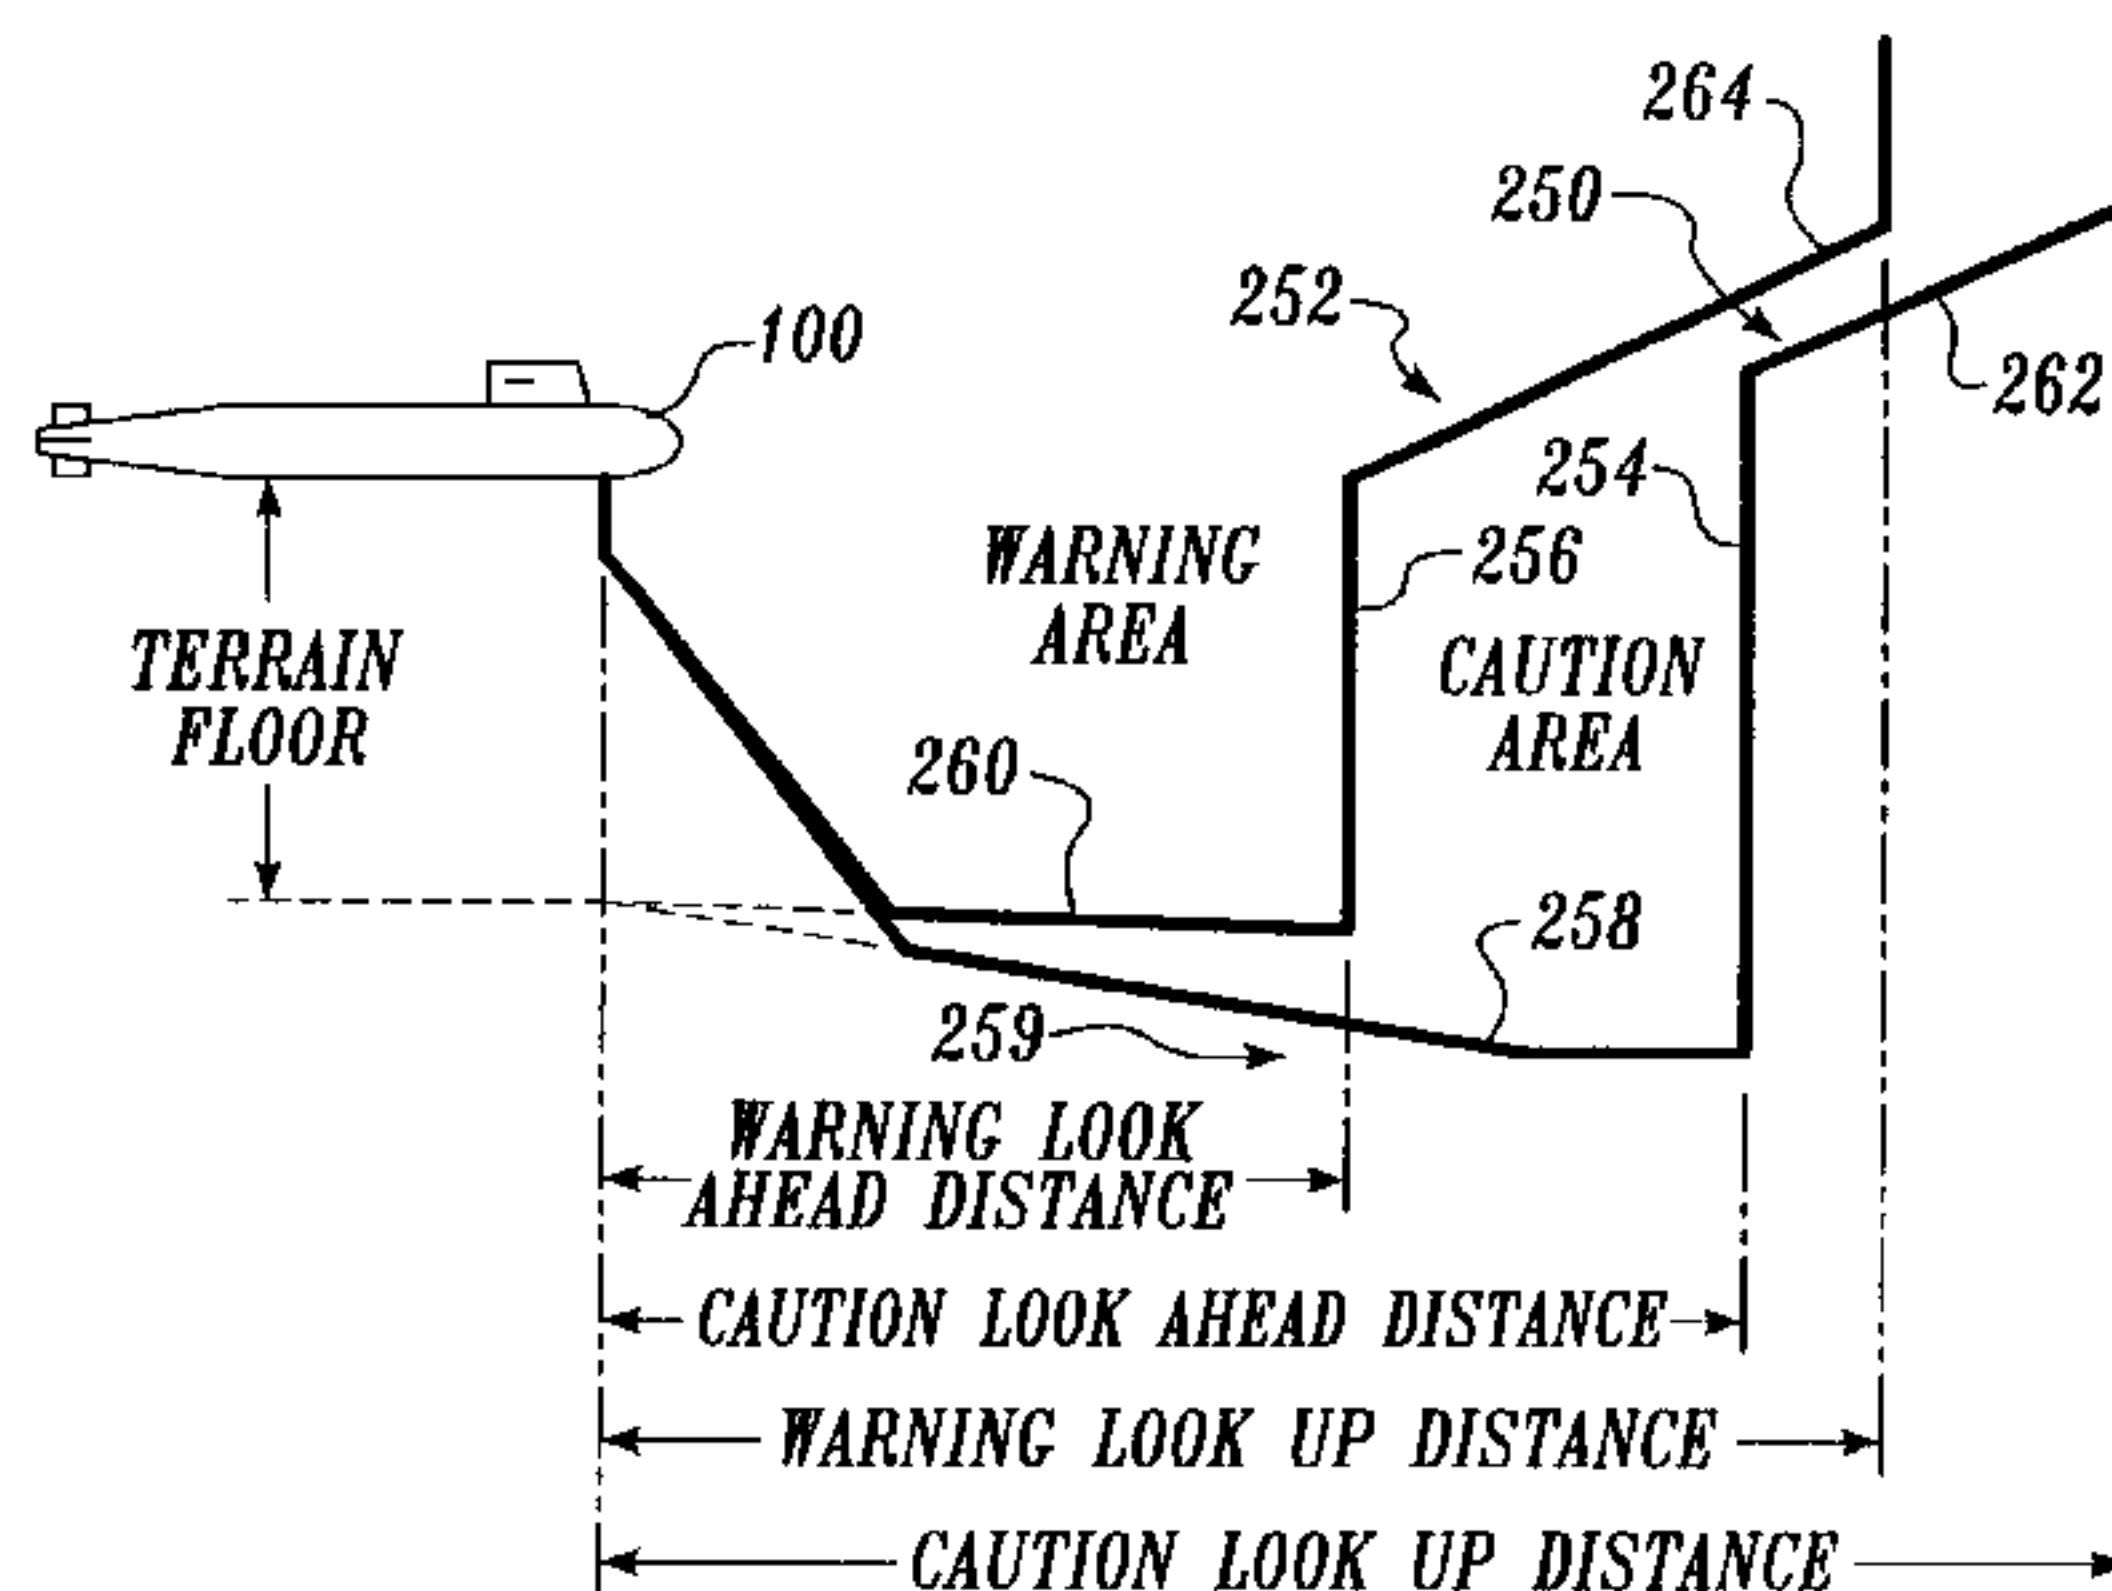 264
250
252
100
262
254
256
WARNING
AREA
CAUTION
AREA
TERRAIN
FLOOR
260
258
259
WARNING LOOK
AHEAD DISTANCE
CAUTION LOOK AHEAD DISTANCE
WARNING LOOK UP DISTANCE
CAUTION LOOK UP DISTANCE